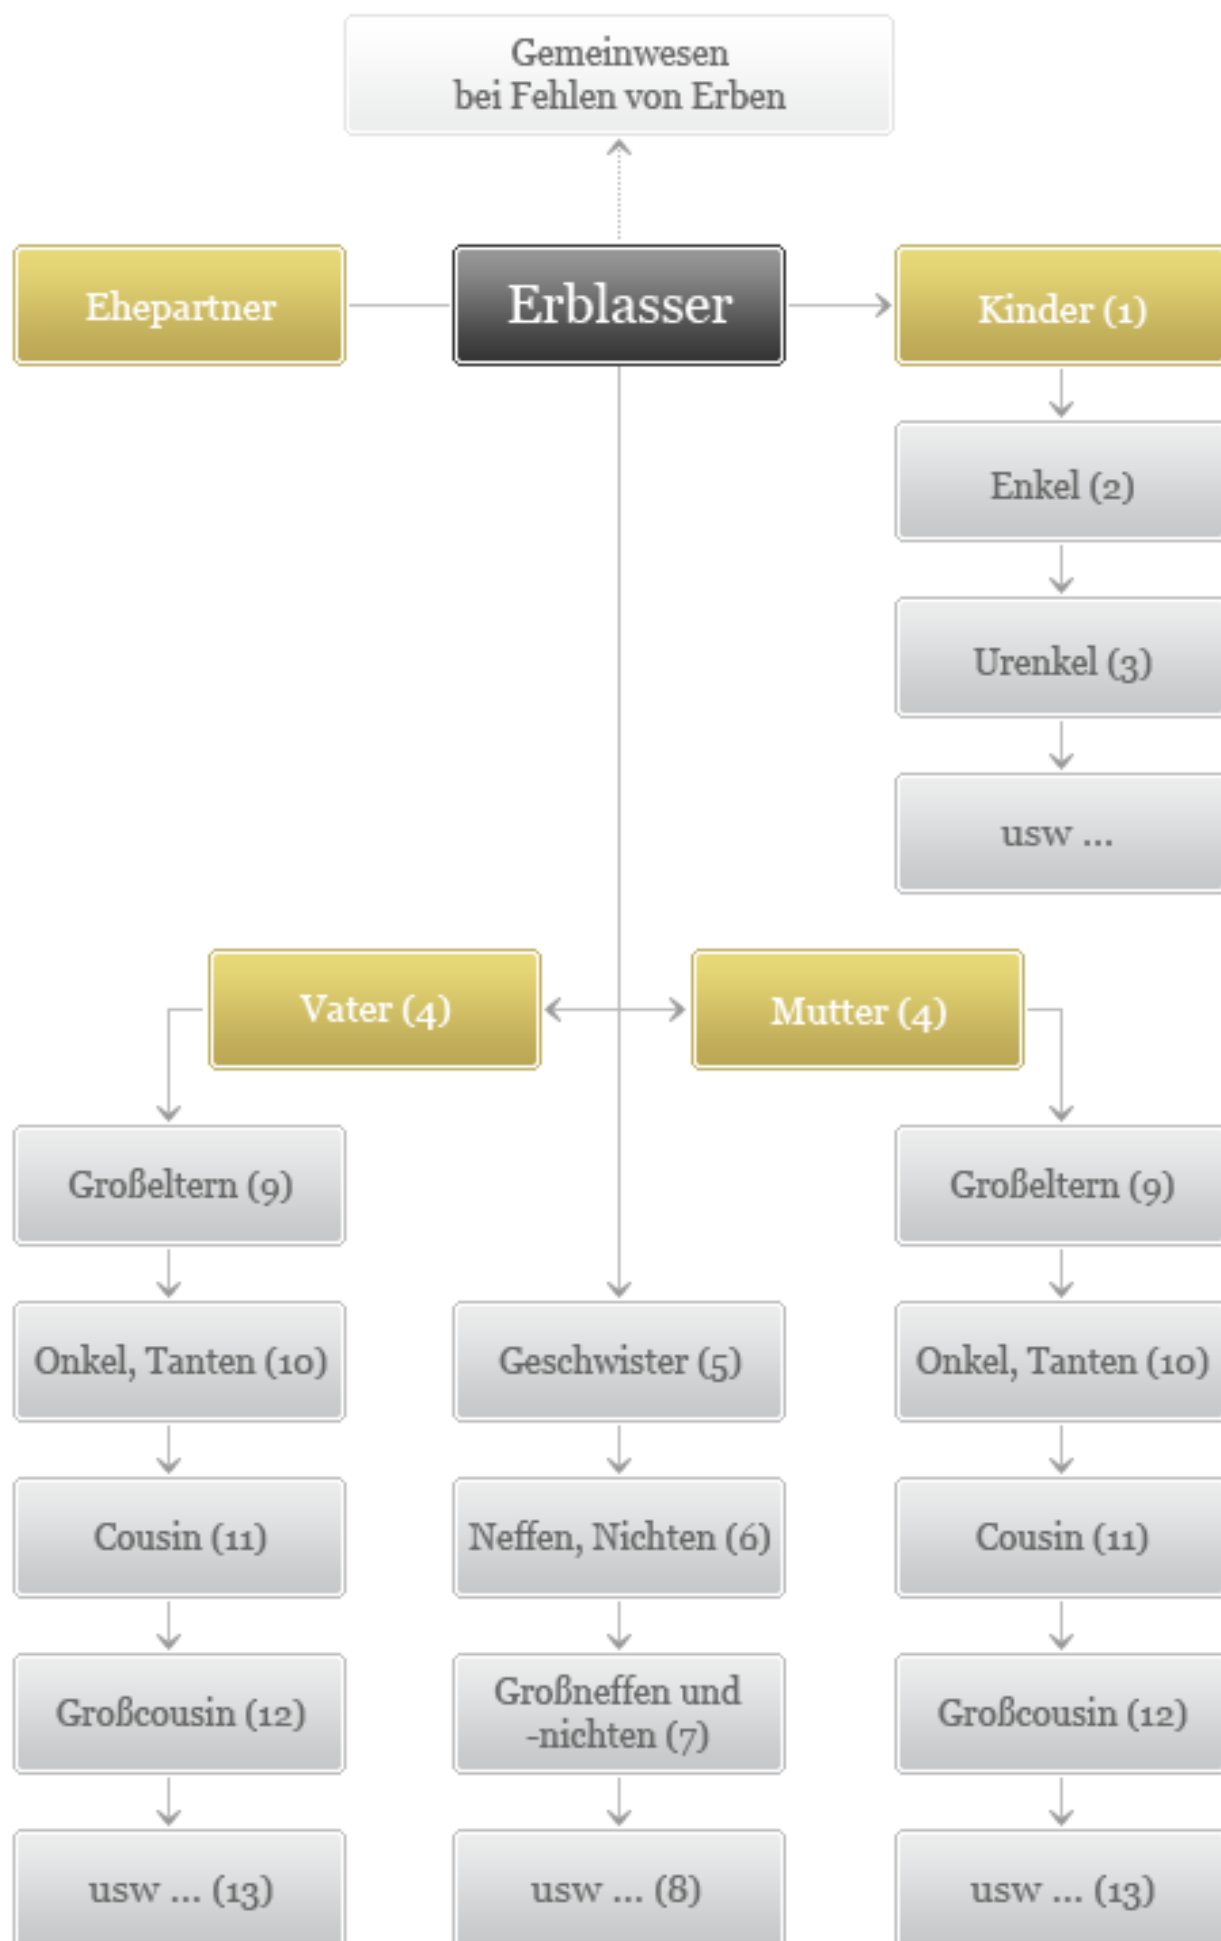 Gemeinwesen
bei Fehlen von Erben
Ehepartner
Erblasser
Kinder (1)
Enkel (2)
Urenkel (3)
usw ...
Vater (4)
Mutter (4)
Großeltern (9)
Großeltern (9)
Onkel, Tanten (10)
Geschwister (5)
Onkel, Tanten (10)
Cousin (11)
Neffen, Nichten (6)
Cousin (11)
Großcousin (12)
Großneffen und
-nichten (7)
Großcousin (12)
usw ... (13)
usw ... (8)
usw ... (13)